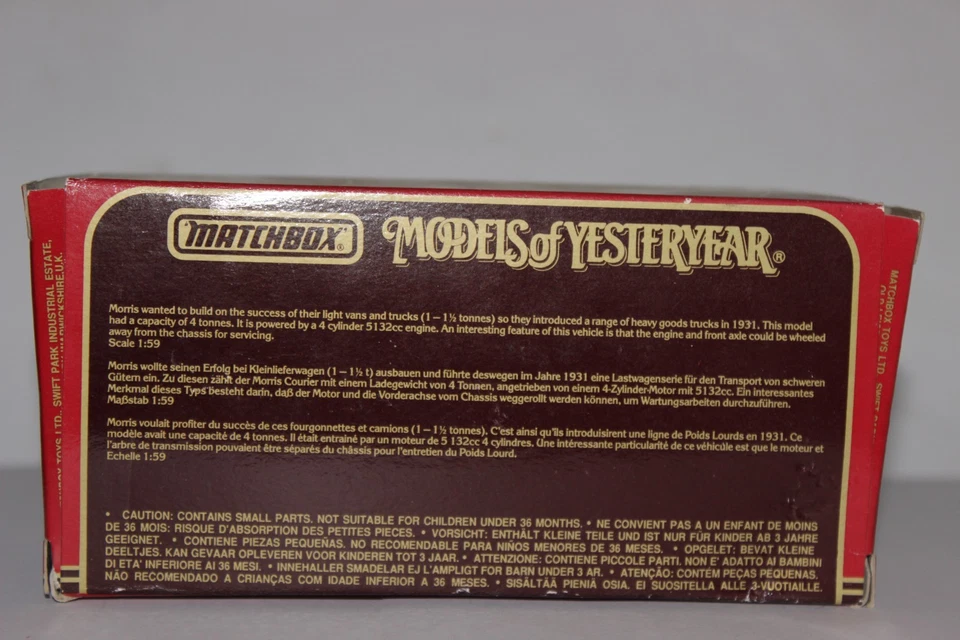 MATCHBOX®
MODELS of YESTERYEAR®
Morris wanted to build on the success of their light vans and trucks (1 – 1½ tonnes) so they introduced a range of heavy goods trucks in 1931. This model
had a capacity of 4 tonnes. It is powered by a 4 cylinder 5132cc engine. An interesting feature of this vehicle is that the engine and front axle could be wheeled
away from the chassis for servicing.
Scale 1:59
Morris wollte seinen Erfolg bei Kleinlieferwagen (1 – 1½ t) ausbauen und führte deswegen im Jahre 1931 eine Lastwagenserie für den Transport von schweren
Gütern ein. Zu diesen zählt der Morris Courier mit einem Ladegewicht von 4 Tonnen, angetrieben von einem 4-Zylinder-Motor mit 5132cc. Ein interessantes
Merkmal dieses Typs besteht darin, daß der Motor und die Vorderachse vom Chassis weggerollt werden können, um Wartungsarbeiten durchzuführen.
Maßstab 1:59
Morris voulait profiter du succès de ces fourgonnettes et camions (1 – 1½ tonnes). C'est ainsi qu'ils introduisirent une ligne de Poids Lourds en 1931. Ce
modèle avait une capacité de 4 tonnes. Il était entrainé par un moteur de 5 132cc 4 cylindres. Une intéressante particularité de ce véhicule est que le moteur et
l'arbre de transmission pouvaient être séparés du châssis pour l'entretien du Poids Lourd.
Echelle 1:59
• CAUTION: CONTAINS SMALL PARTS. NOT SUITABLE FOR CHILDREN UNDER 36 MONTHS. • NE CONVIENT PAS A UN ENFANT DE MOINS
DE 36 MOIS: RISQUE D'ABSORPTION DES PETITES PIECES. • VORSICHT: ENTHÄLT KLEINE TEILE UND IST NUR FÜR KINDER AB 3 JAHRE
GEEIGNET. • CONTIENE PIEZAS PEQUEÑAS. NO RECOMENDABLE PARA NIÑOS MENORES DE 36 MESES. • OPGELET: BEVAT KLEINE
DEELTJES. KAN GEVAAR OPLEVEREN VOOR KINDEREN TOT 3 JAAR. • ATTENZIONE: CONTIENE PICCOLE PARTI. NON E' ADATTO AI BAMBINI
DI ETA' INFERIORE AI 36 MESI. • INNEHALLER SMADELAR EJ LAMPLIGT FOR BARN UNDER 3 AR. • ATENÇÃO: CONTÉM PEÇAS PEQUENAS,
NÃO RECOMENDADO A CRIANÇAS COM IDADE INFERIOR A 36 MESES. • SISÄLTÄÄ PIENIÄ OSIA. EI SUOSITELLA ALLE 3-VUOTIAILLE.
TOYS LTD., SWIFT PARK INDUSTRIAL ESTATE,
WARWICKSHIRE, U.K.
MATCHBOX TOYS LTD